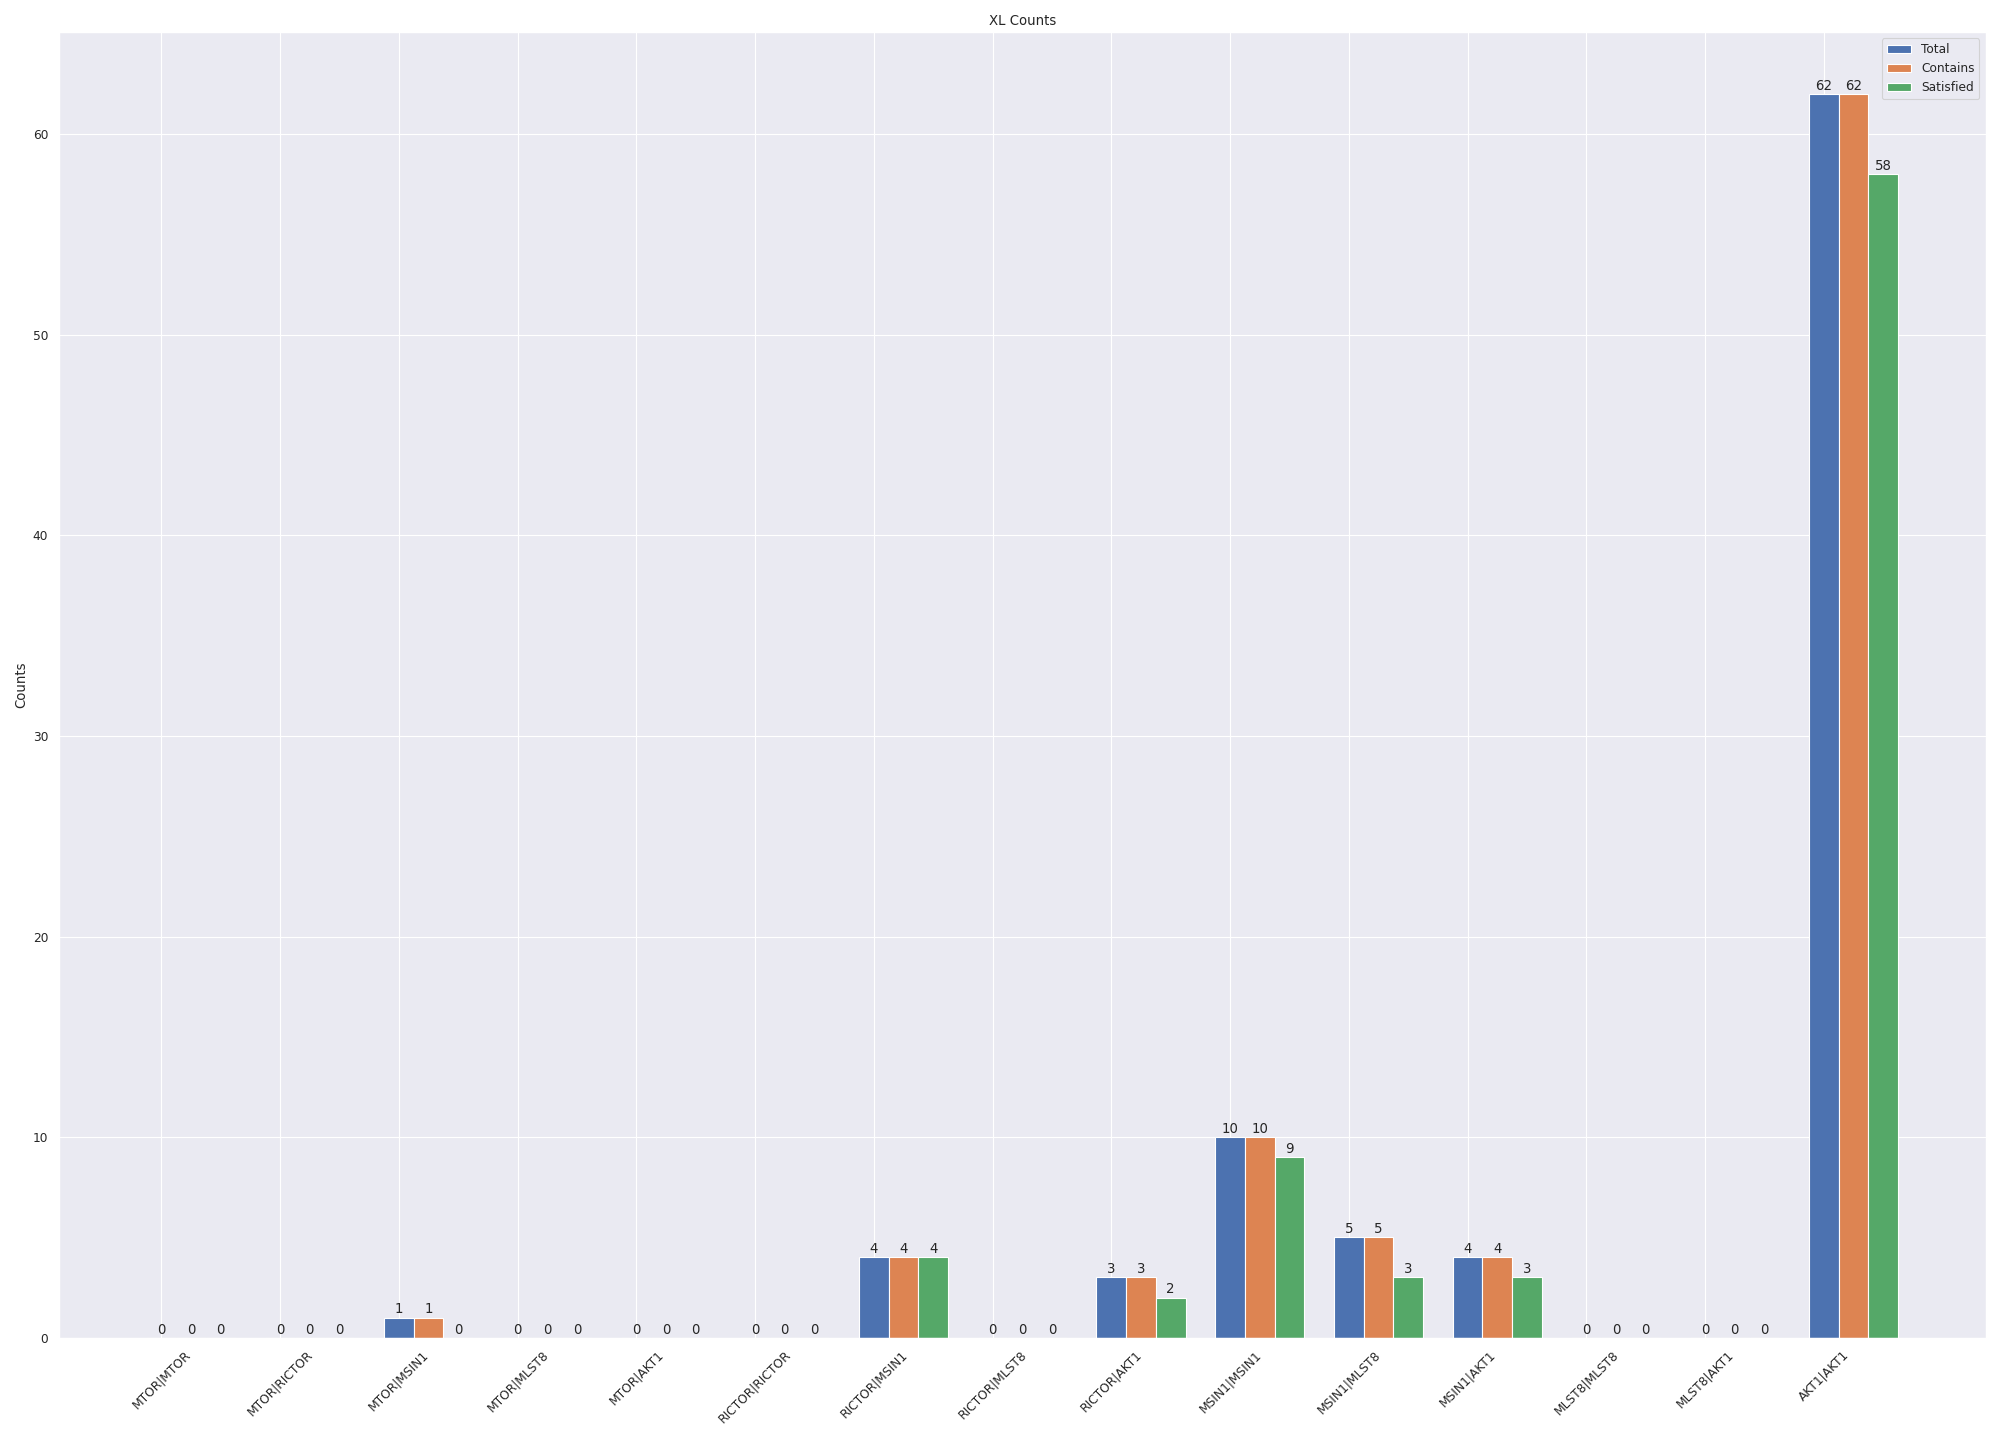 XL Counts
Total
Contains
Satisfied
Counts
60
50
40
30
20
10
0
62 62 58
10 10 9
5 5 3
4 4 4
4 4 3
3 3 2
1 1 0
0 0 0
0 0 0
0 0 0
0 0 0
0 0 0
0 0 0
0 0 0
0 0 0
MTOR|MTOR
MTOR|RICTOR
MTOR|MSIN1
MTOR|MLST8
MTOR|AKT1
RICTOR|RICTOR
RICTOR|MSIN1
RICTOR|MLST8
RICTOR|AKT1
MSIN1|MSIN1
MSIN1|MLST8
MSIN1|AKT1
MLST8|MLST8
MLST8|AKT1
AKT1|AKT1